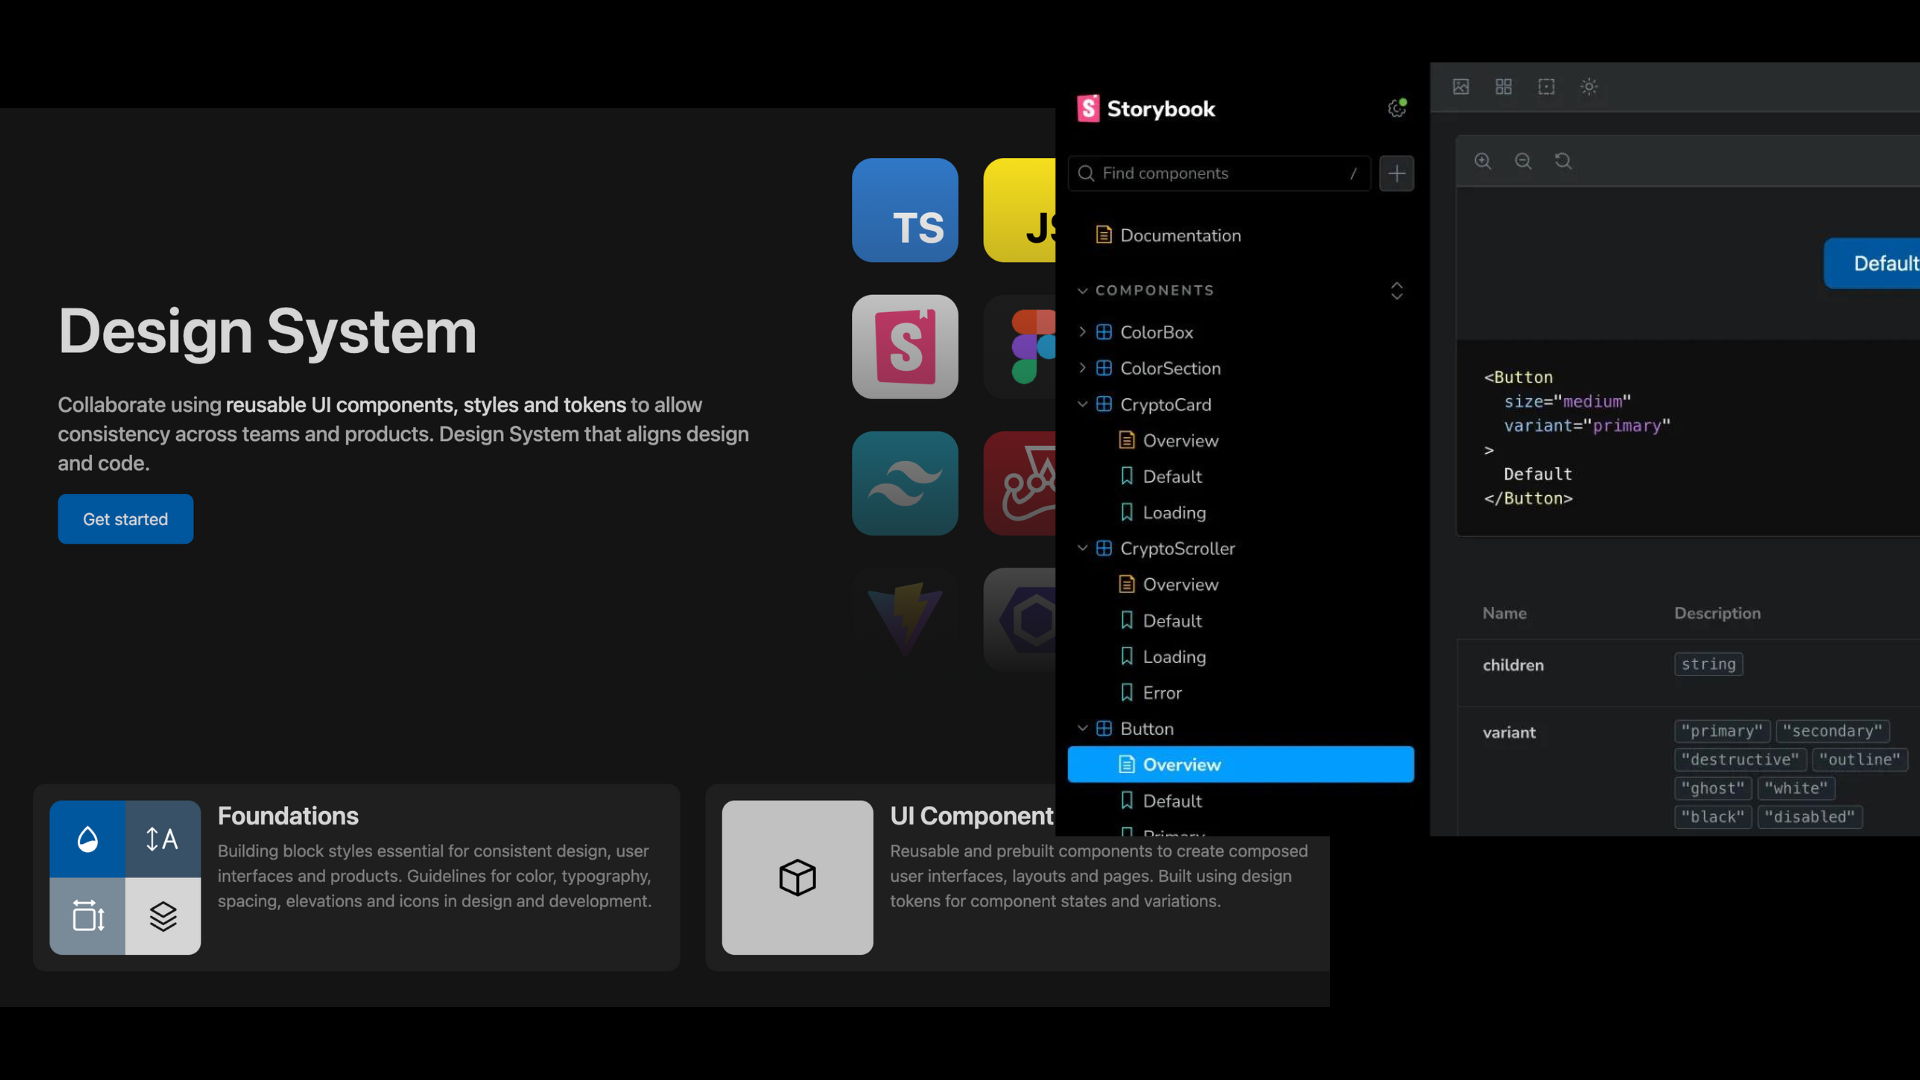 TS
JS
Design System
Collaborate using reusable UI components, styles and tokens to allow
consistency across teams and products. Design System that aligns design
and code.
Get started
Foundations
Building block styles essential for consistent design, user
interfaces and products. Guidelines for color, typography,
spacing, elevations and icons in design and development.
UI Component
Reusable and prebuilt components to create composed
user interfaces, layouts and pages. Built using design
tokens for component states and variations.
Storybook
Find components /
Documentation
COMPONENTS
ColorBox
ColorSection
CryptoCard
Overview
Default
Loading
CryptoScroller
Overview
Default
Loading
Error
Button
Overview
Default
Primary
Default
<Button
size="medium"
variant="primary"
>
Default
</Button>
Name Description
children string
variant "primary" "secondary"
"destructive" "outline"
"ghost" "white"
"black" "disabled"